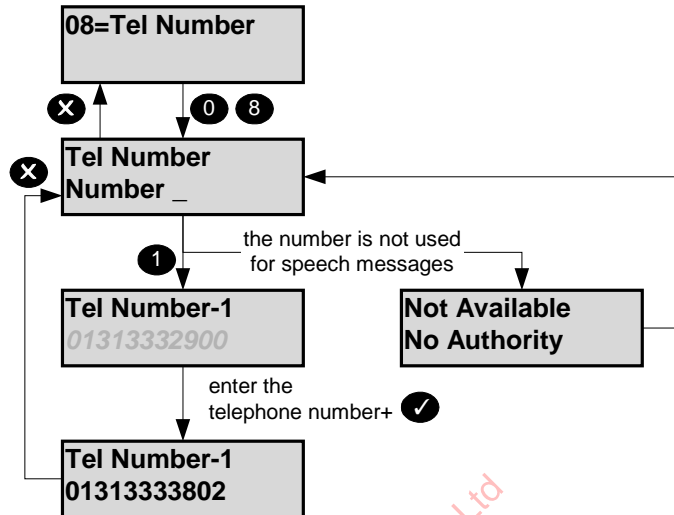 08=Tel Number
0 8
Tel Number
Number _
1
the number is not used
for speech messages
Tel Number-1
01313332900
Not Available
No Authority
enter the
telephone number+
Tel Number-1
01313333802
Ltd